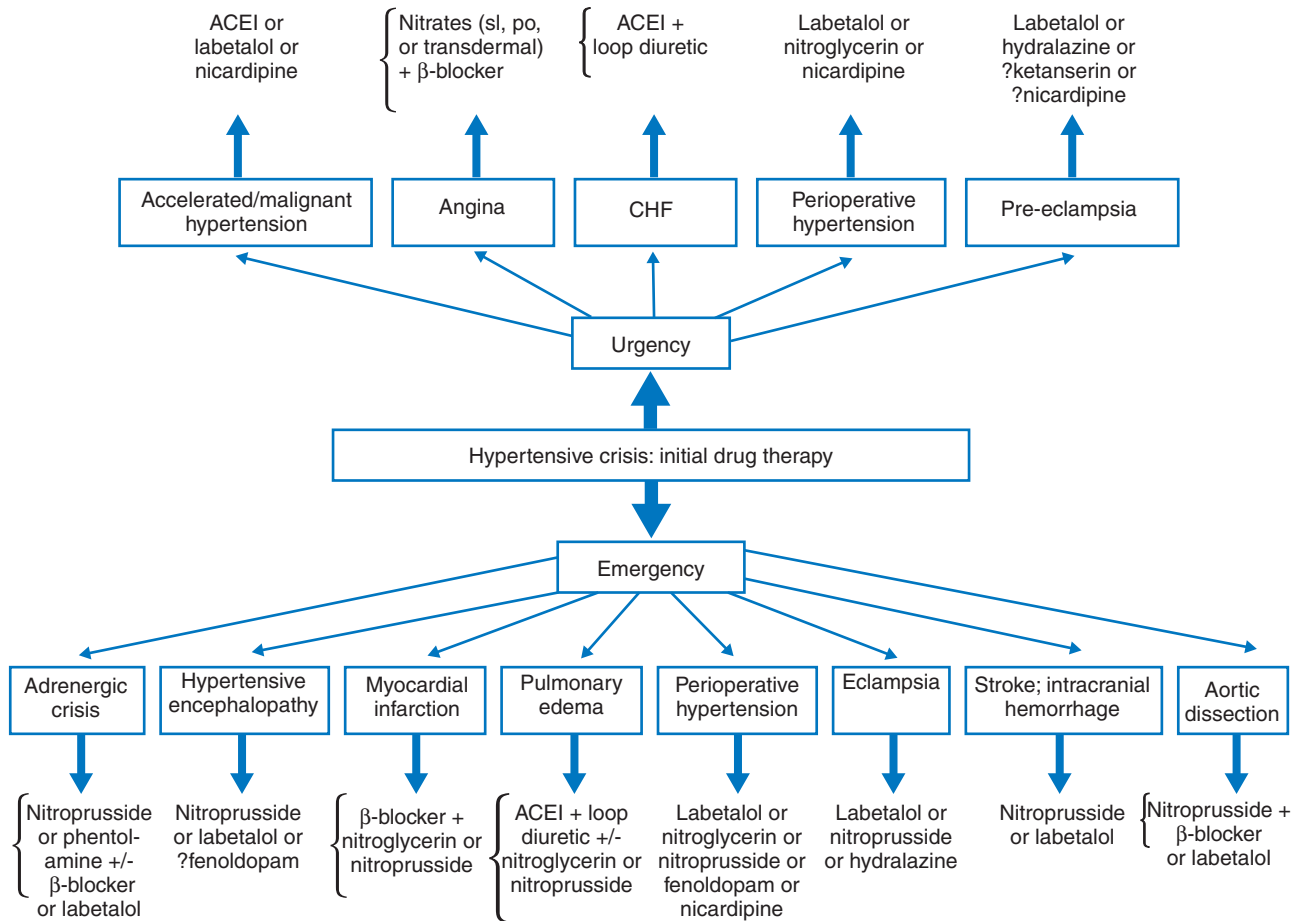 ACEI or
labetalol or
nicardipine
Nitrates (sl, po,
or transdermal)
+ β-blocker
ACEI +
loop diuretic
Labetalol or
nitroglycerin or
nicardipine
Labetalol or
hydralazine or
?ketanserin or
?nicardipine
Accelerated/malignant
hypertension
Angina
CHF
Perioperative
hypertension
Pre-eclampsia
Urgency
Hypertensive crisis: initial drug therapy
Emergency
Adrenergic
crisis
Hypertensive
encephalopathy
Myocardial
infarction
Pulmonary
edema
Perioperative
hypertension
Eclampsia
Stroke; intracranial
hemorrhage
Aortic
dissection
Nitroprusside
or phentol-
amine +/-
β-blocker
or labetalol
Nitroprusside
or labetalol or
?fenoldopam
β-blocker +
nitroglycerin or
nitroprusside
ACEI + loop
diuretic +/-
nitroglycerin or
nitroprusside
Labetalol or
nitroglycerin or
nitroprusside or
fenoldopam or
nicardipine
Labetalol or
nitroprusside
or hydralazine
Nitroprusside
or labetalol
Nitroprusside +
β-blocker
or labetalol